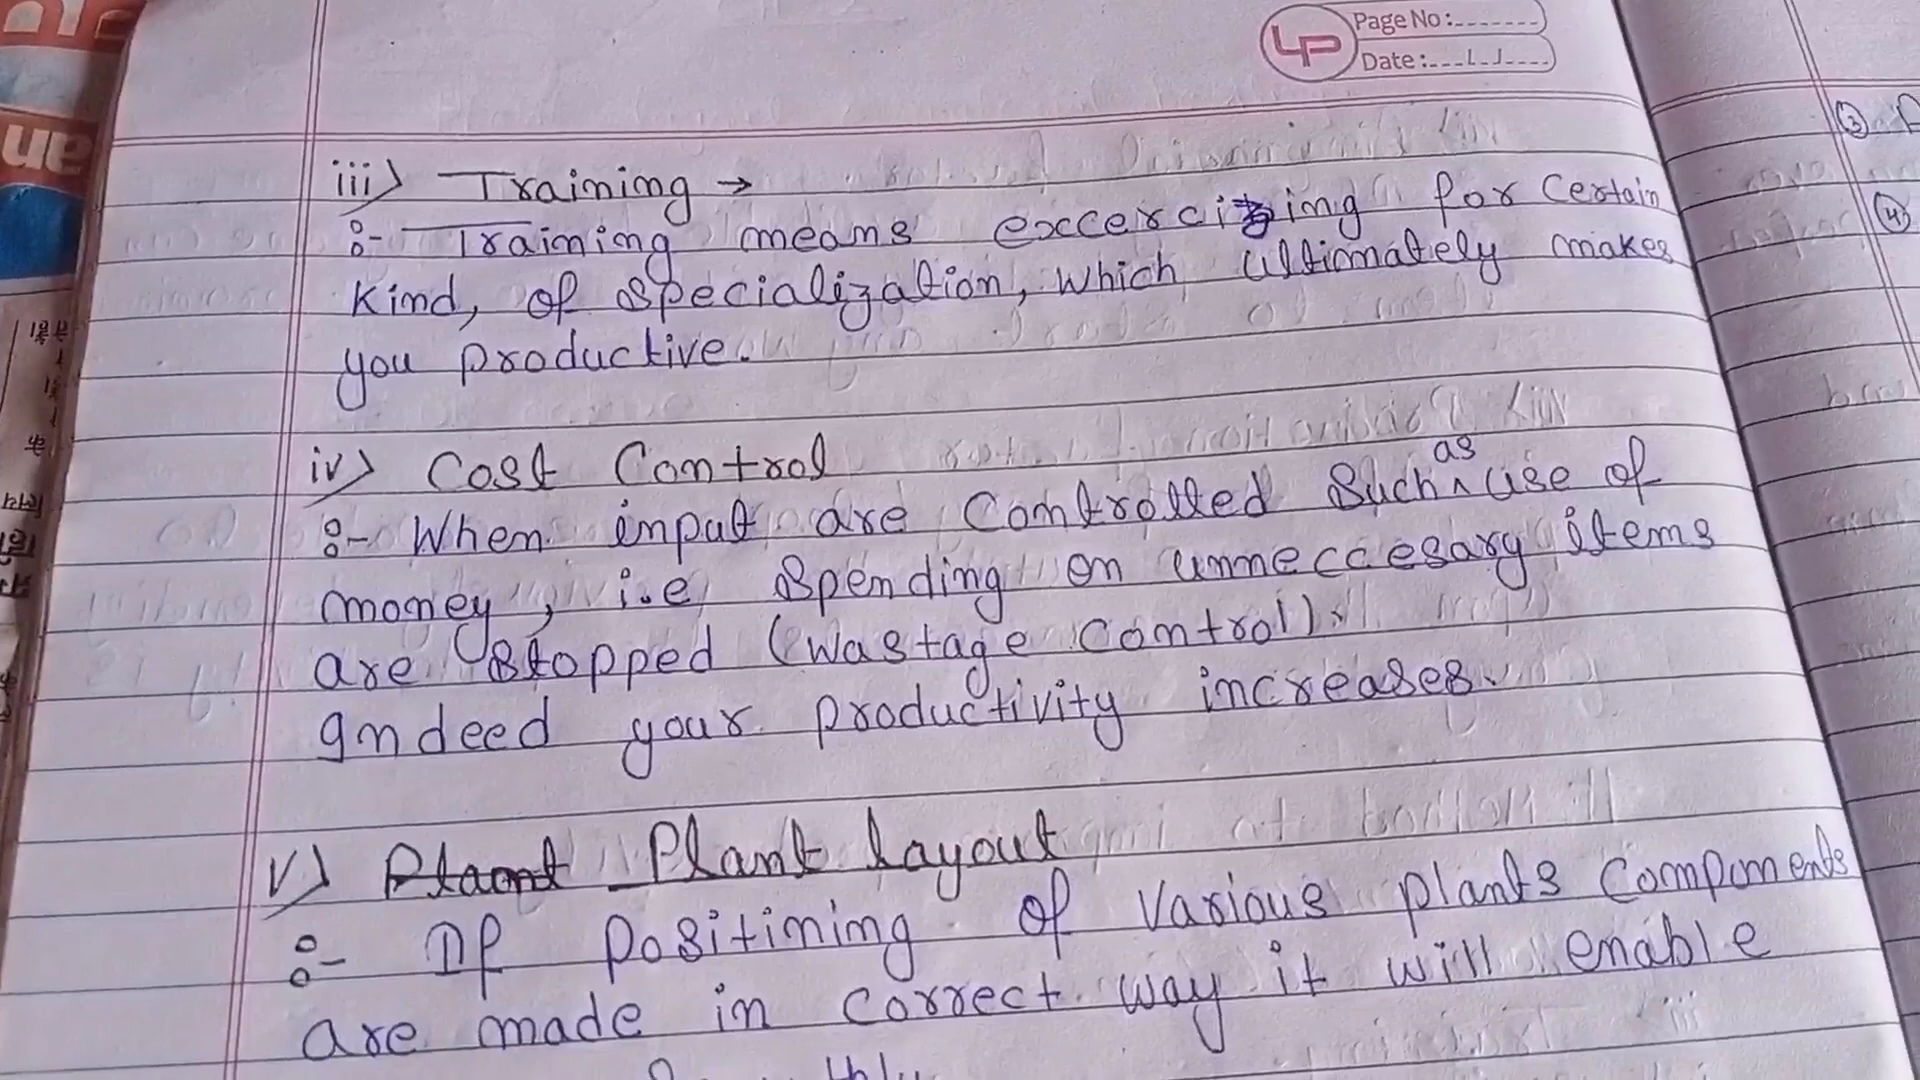 LP
Page No :
Date :
iii) Training →
:- Training means excercising for Certain
Kind, of specialization, which ultimately makes
you productive.
iv) Cost Control
:- When input are Controlled Such as use of
money, i.e spending on unneccesary items
are stopped (Wastage Control).
Indeed your productivity increases.
v) Plant Plant Layout
:- If Positining of various plants Components
are made in correct way it will enable